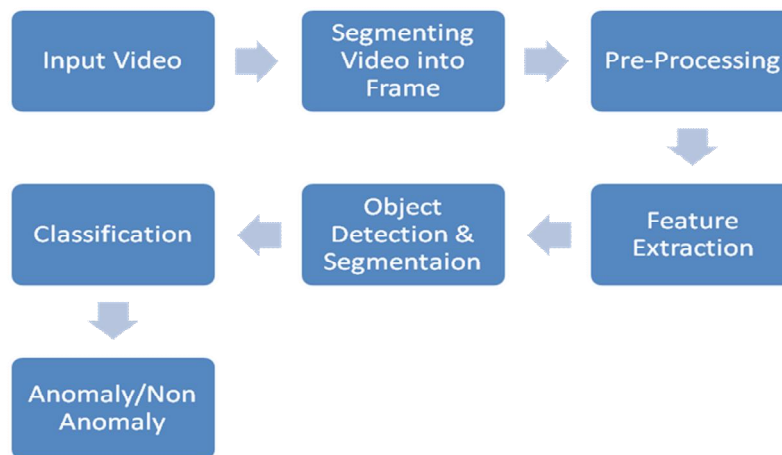 Input Video
Segmenting
Video into
Frame
Pre-Processing
Feature
Extraction
Object
Detection &
Segmentaion
Classification
Anomaly/Non
Anomaly